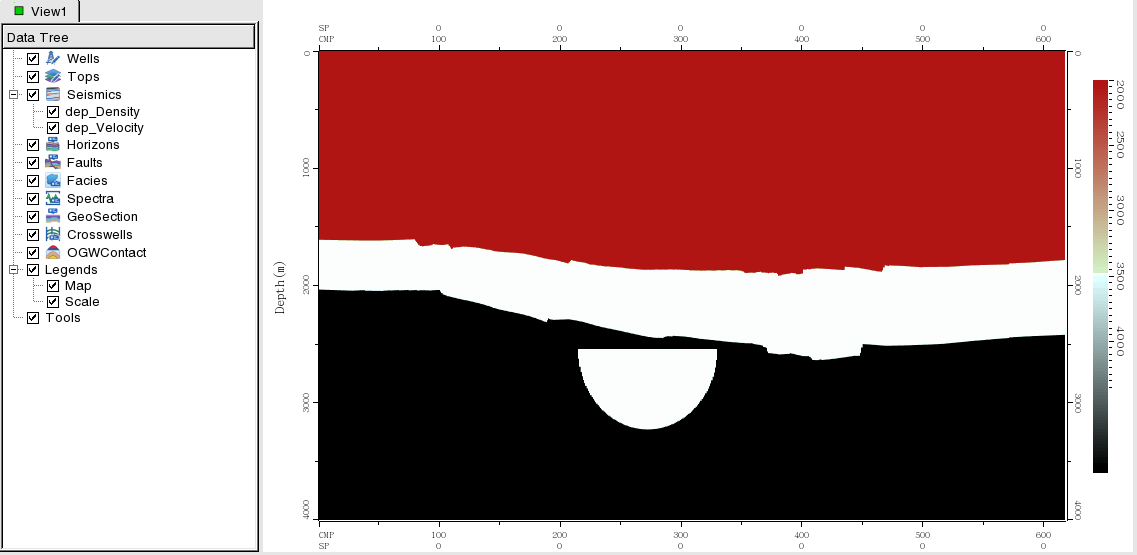 View1
Data Tree
Wells
Tops
Seismics
dep_Density
dep_Velocity
Horizons
Faults
Facies
Spectra
GeoSection
Crosswells
OGWContact
Legends
Map
Scale
Tools
SP 0 0 0 0 0 0
CMP 100 200 300 400 500 600
Depth(m)
0
1000
2000
3000
4000
0
1000
2000
3000
4000
CMP 100 200 300 400 500 600
SP 0 0 0 0 0 0
2000
2500
3000
3500
4000